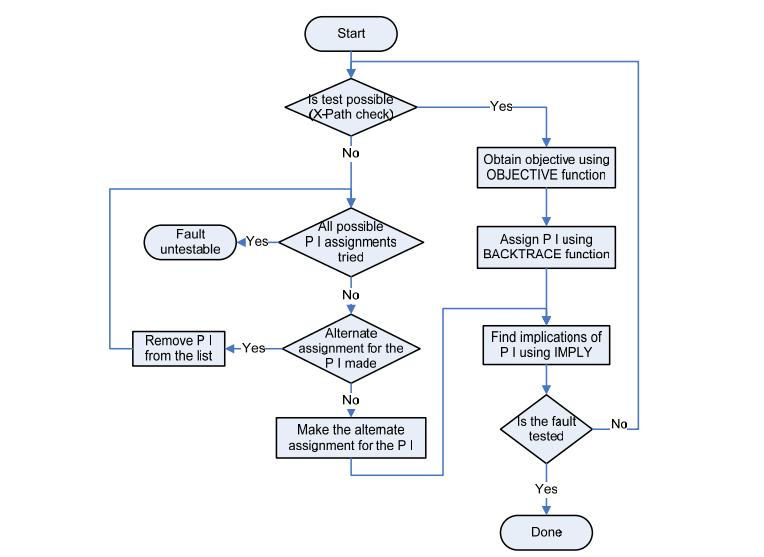 Start
Is test possible
(X-Path check)
Yes
No
Obtain objective using
OBJECTIVE function
All possible
P I assignments
tried
Yes
Fault
untestable
Assign P I using
BACKTRACE function
No
Alternate
assignment for the
P I made
Yes
Remove P I
from the list
Find implications of
P I using IMPLY
No
Make the alternate
assignment for the P I
Is the fault
tested
No
Yes
Done